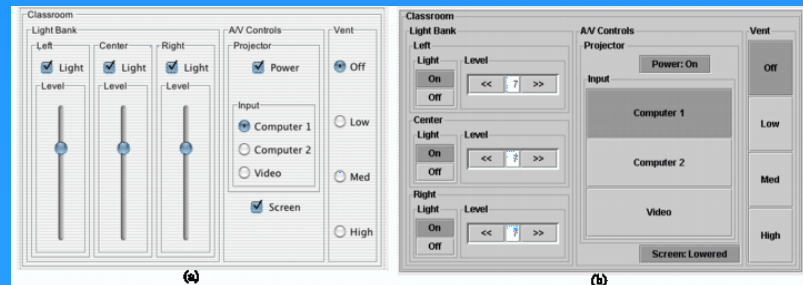 Classroom
Light Bank
A/V Controls
Vent
Left
Center
Right
Projector
Light
Light
Light
Power
Off
Level
Level
Level
Input
Computer 1
Low
Computer 2
Video
Med
Screen
High
(a)
Classroom
Light Bank
A/V Controls
Vent
Left
Projector
Light
Level
Power: On
Off
On
<< 7 >>
Input
Off
Computer 1
Center
Low
Light
Level
On
<< 7 >>
Computer 2
Off
Med
Right
Light
Level
Video
On
<< 7 >>
High
Off
Screen: Lowered
(b)